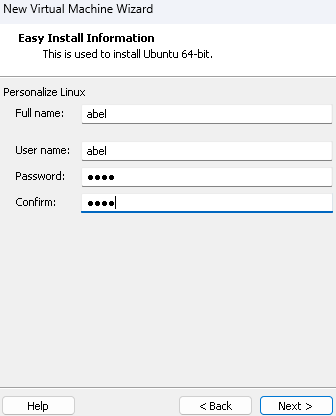 New Virtual Machine Wizard
Easy Install Information
This is used to install Ubuntu 64-bit.
Personalize Linux
Full name: abel
User name: abel
Password: ●●●●
Confirm: ●●●●
Help < Back Next >